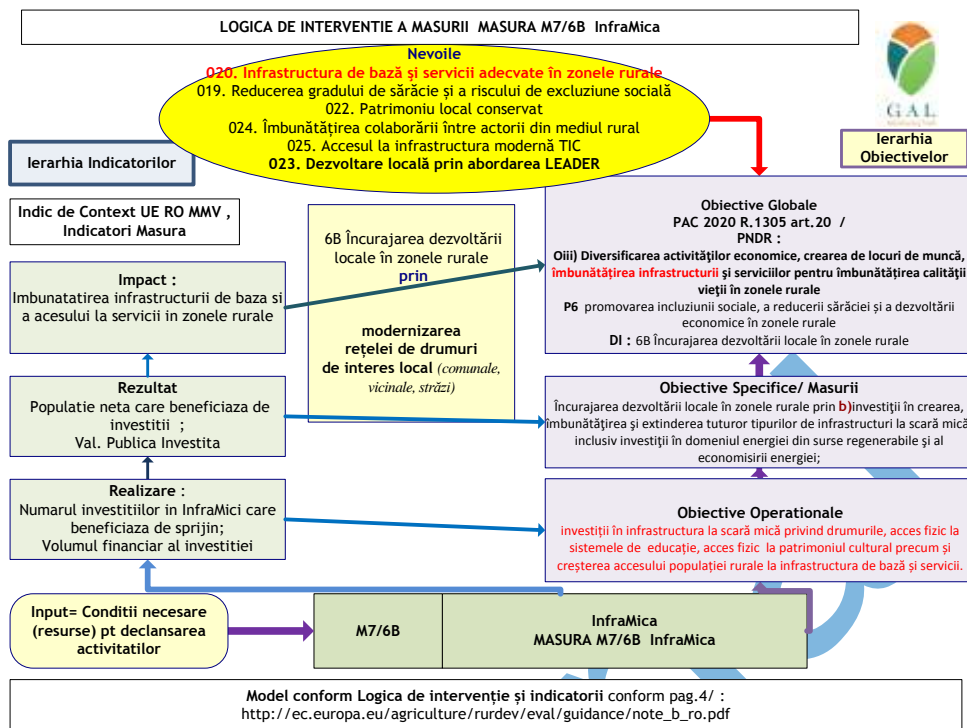 LOGICA DE INTERVENTIE A MASURII MASURA M7/6B InfraMica
Nevoile
020. Infrastructura de bază și servicii adecvate în zonele rurale
019. Reducerea gradului de sărăcie și a riscului de excluziune socială
022. Patrimoniu local conservat
024. Îmbunătățirea colaborării între actorii din mediul rural
025. Accesul la infrastructura modernă TIC
023. Dezvoltare locală prin abordarea LEADER
GAL
Ierarhia Indicatorilor
Ierarhia
Obiectivelor
Indic de Context UE RO MMV ,
Indicatori Masura
6B Încurajarea dezvoltării
locale în zonele rurale
prin
modernizarea
rețelei de drumuri
de interes local (comunale,
vicinale, străzi)
Obiective Globale
PAC 2020 R.1305 art.20 /
PNDR :
Oiii) Diversificarea activităţilor economice, crearea de locuri de muncă,
îmbunătăţirea infrastructurii şi serviciilor pentru îmbunătăţirea calităţii
vieţii în zonele rurale
P6 promovarea incluziunii sociale, a reducerii sărăciei și a dezvoltării
economice în zonele rurale
DI : 6B Încurajarea dezvoltării locale în zonele rurale
Impact :
Imbunatatirea infrastructurii de baza si
a acesului la servicii in zonele rurale
Rezultat
Populatie neta care beneficiaza de
investitii ;
Val. Publica Investita
Obiective Specifice/ Masurii
Încurajarea dezvoltării locale în zonele rurale prin b)investiţii în crearea,
îmbunătăţirea şi extinderea tuturor tipurilor de infrastructuri la scară mică,
inclusiv investiţii în domeniul energiei din surse regenerabile şi al
economisirii energiei;
Realizare :
Numarul investitiilor in InfraMici care
beneficiaza de sprijin;
Volumul financiar al investitiei
Obiective Operationale
investiții în infrastructura la scară mică privind drumurile, acces fizic la
sistemele de educație, acces fizic la patrimoniul cultural precum și
creșterea accesului populației rurale la infrastructura de bază și servicii.
Input= Conditii necesare
(resurse) pt declansarea
activitatilor
M7/6B
InfraMica
MASURA M7/6B InfraMica
Model conform Logica de intervenție și indicatorii conform pag.4/ :
http://ec.europa.eu/agriculture/rurdev/eval/guidance/note_b_ro.pdf